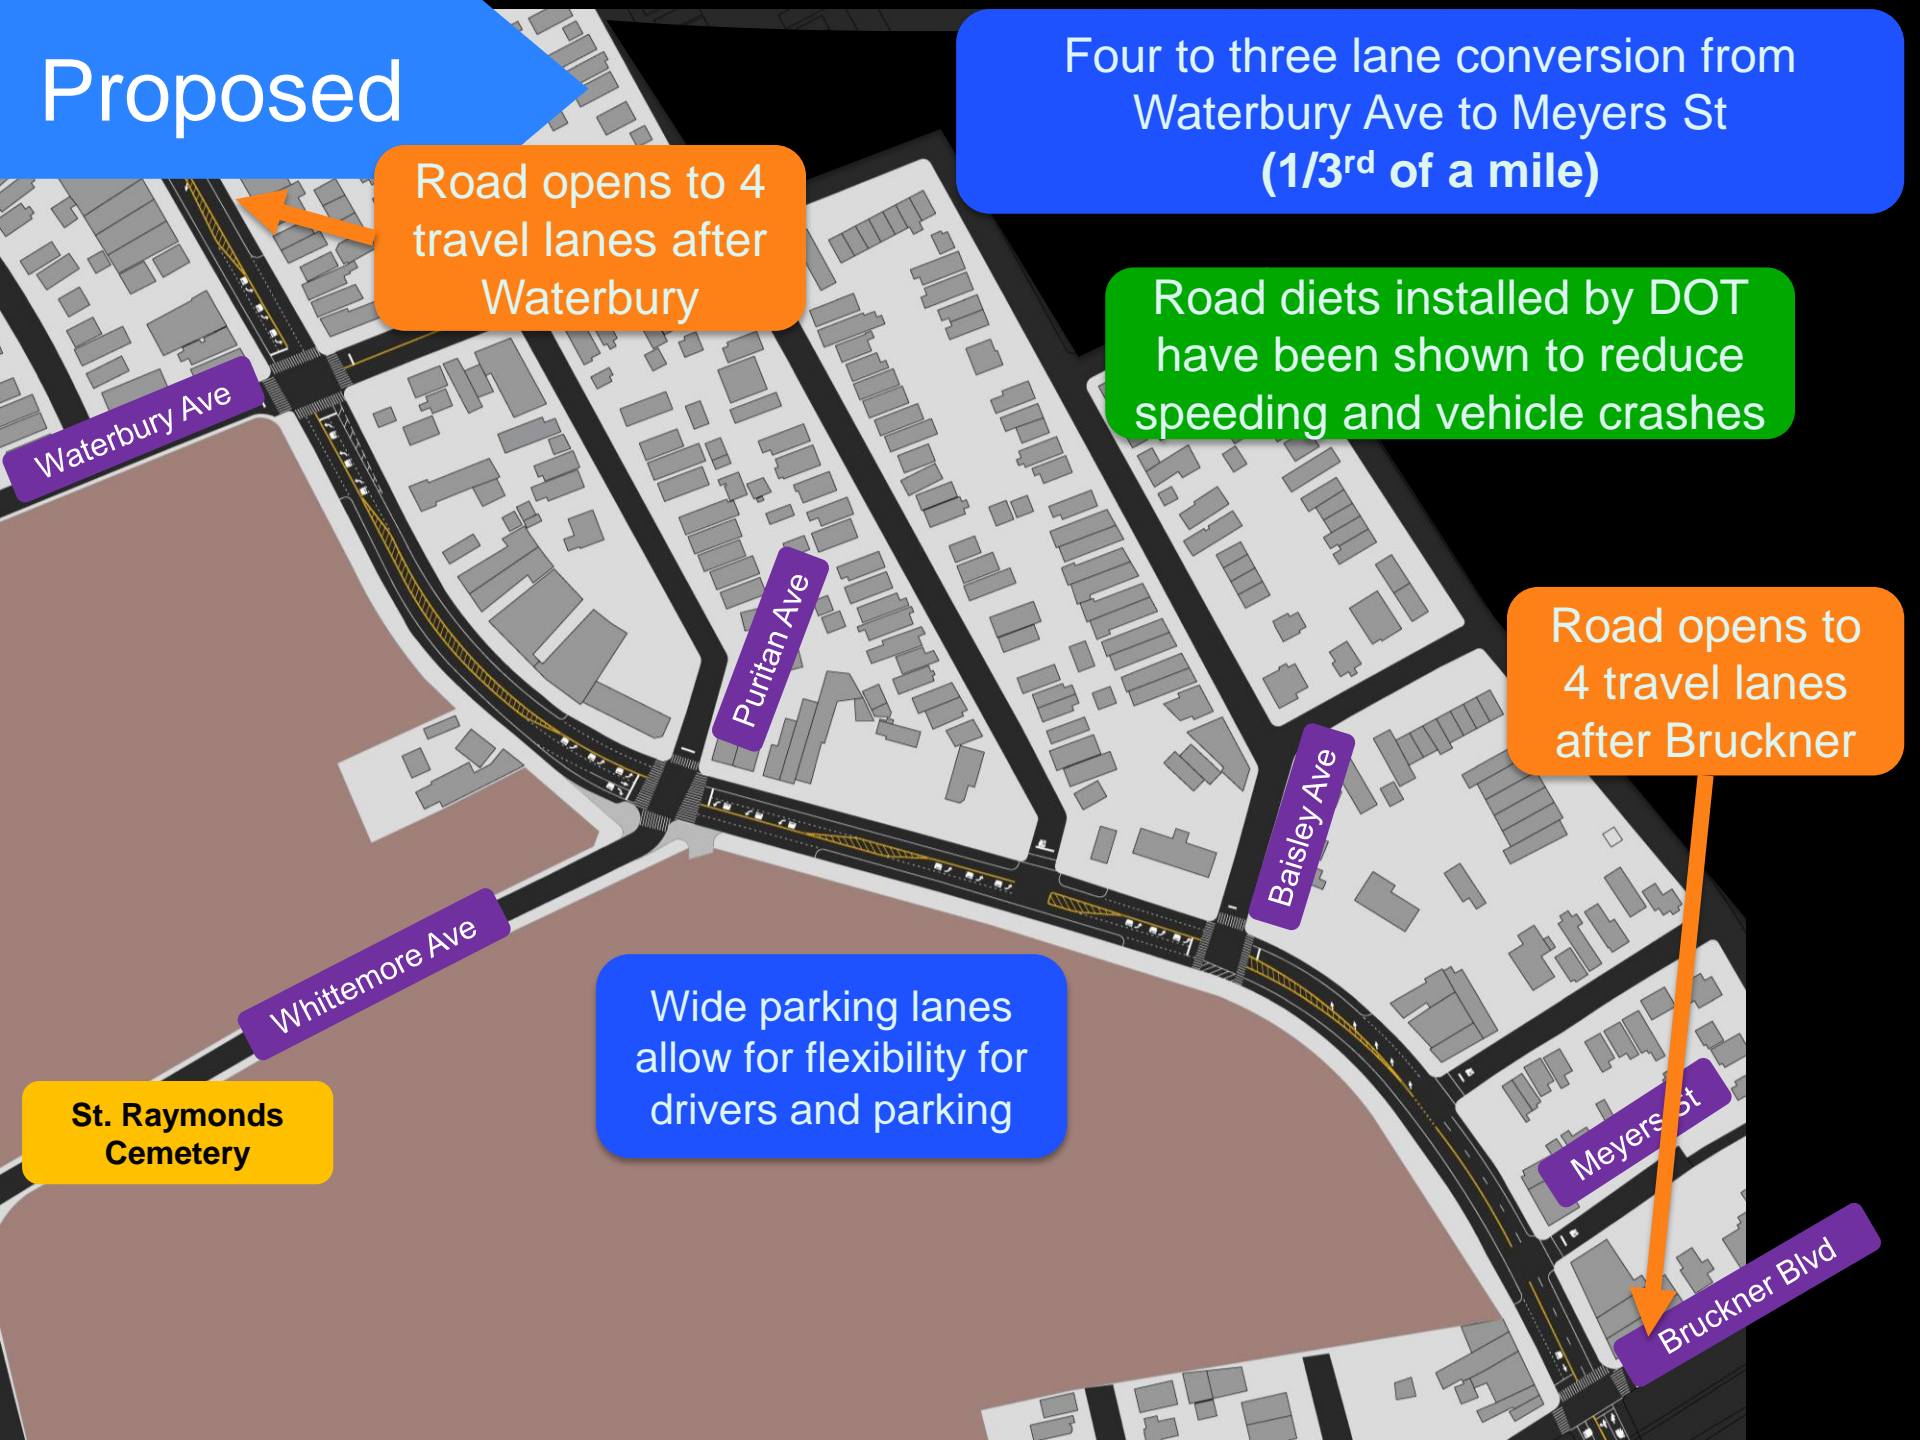 Proposed
Four to three lane conversion from
Waterbury Ave to Meyers St
(1/3rd of a mile)
Road opens to 4
travel lanes after
Waterbury
Road diets installed by DOT
have been shown to reduce
speeding and vehicle crashes
Waterbury Ave
Puritan Ave
Road opens to
4 travel lanes
after Bruckner
Baisley Ave
Whittemore Ave
Wide parking lanes
allow for flexibility for
drivers and parking
St. Raymonds
Cemetery
Meyers St
Bruckner Blvd